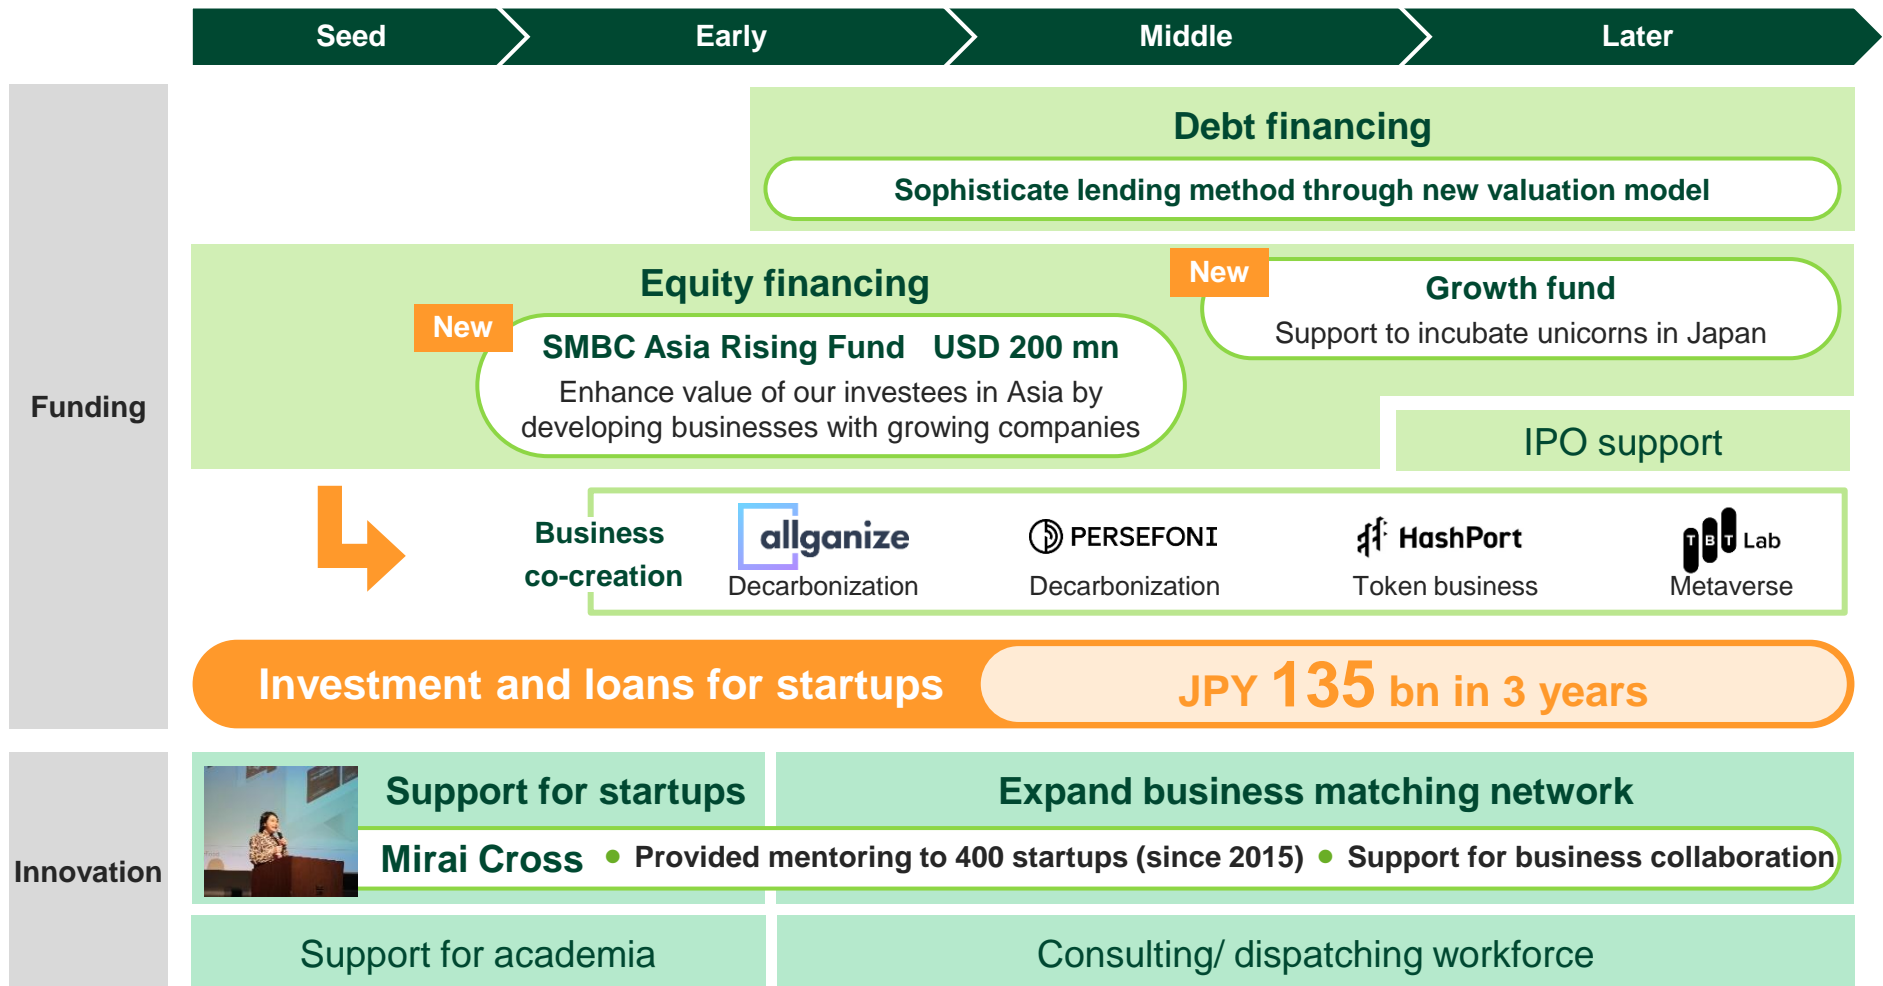 Seed
Early
Middle
Later
Funding
Debt financing
Sophisticate lending method through new valuation model
Equity financing
New
SMBC Asia Rising Fund USD 200 mn
Enhance value of our investees in Asia by
developing businesses with growing companies
New
Growth fund
Support to incubate unicorns in Japan
IPO support
Business
co-creation
allganize
Decarbonization
PERSEFONI
Decarbonization
HashPort
Token business
TBT Lab
Metaverse
Investment and loans for startups
JPY 135 bn in 3 years
Innovation
Support for startups
Expand business matching network
Mirai Cross
• Provided mentoring to 400 startups (since 2015)
• Support for business collaboration
Support for academia
Consulting/ dispatching workforce